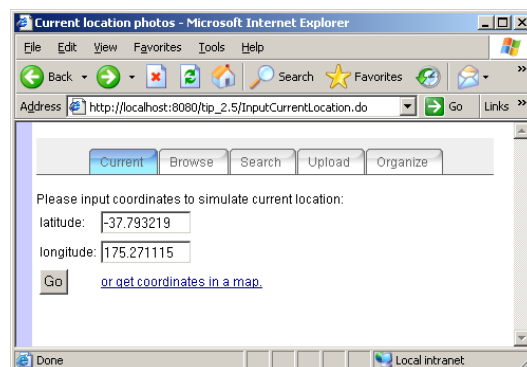 Current location photos - Microsoft Internet Explorer
File Edit View Favorites Tools Help
Back Search Favorites »
Address http://localhost:8080/tip_2.5/InputCurrentLocation.do Go Links »
Current Browse Search Upload Organize
Please input coordinates to simulate current location:
latitude: -37.793219
longitude: 175.271115
Go or get coordinates in a map.
Done Local intranet